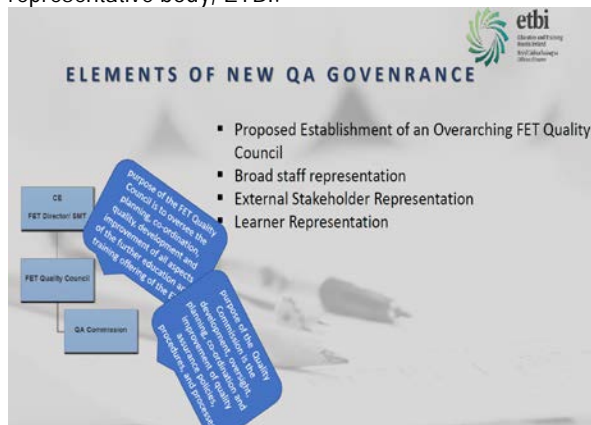 representative body, ETBI.
etbi
Education and Training
Boards Ireland
ELEMENTS OF NEW QA GOVENRANCE
▪ Proposed Establishment of an Overarching FET Quality
Council
▪ Broad staff representation
▪ External Stakeholder Representation
▪ Learner Representation
FET Director/ SMT
FET Quality Council
QA Commission
purpose of the FET Quality
Council is to oversee the
planning, co-ordination,
quality, development and
improvement of all aspects
of the further education
training offering of the
purpose of the Quality
Commission is the
development, oversight,
planning, co-ordination and
improvement of quality
assurance policies,
procedures, and